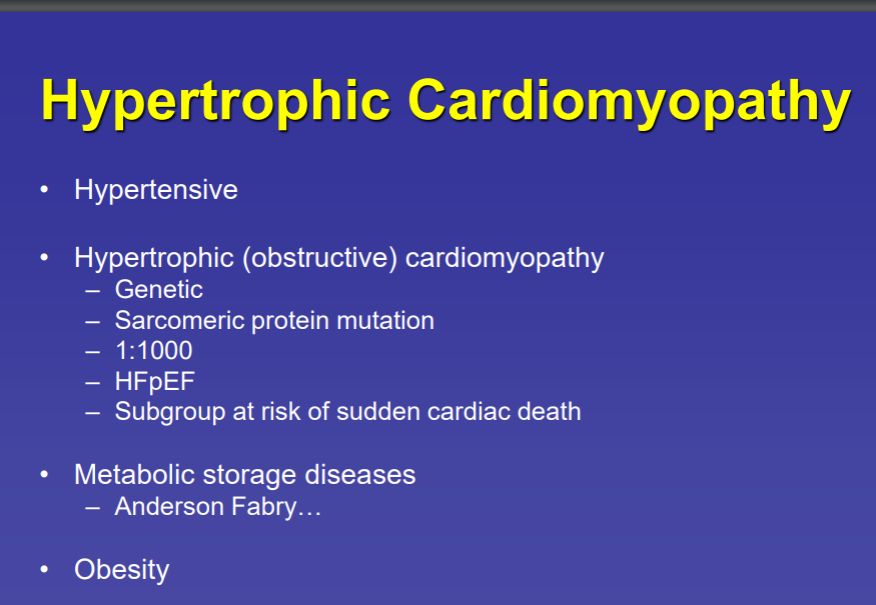 Hypertrophic Cardiomyopathy
• Hypertensive
• Hypertrophic (obstructive) cardiomyopathy
– Genetic
– Sarcomeric protein mutation
– 1:1000
– HFpEF
– Subgroup at risk of sudden cardiac death
• Metabolic storage diseases
– Anderson Fabry…
• Obesity